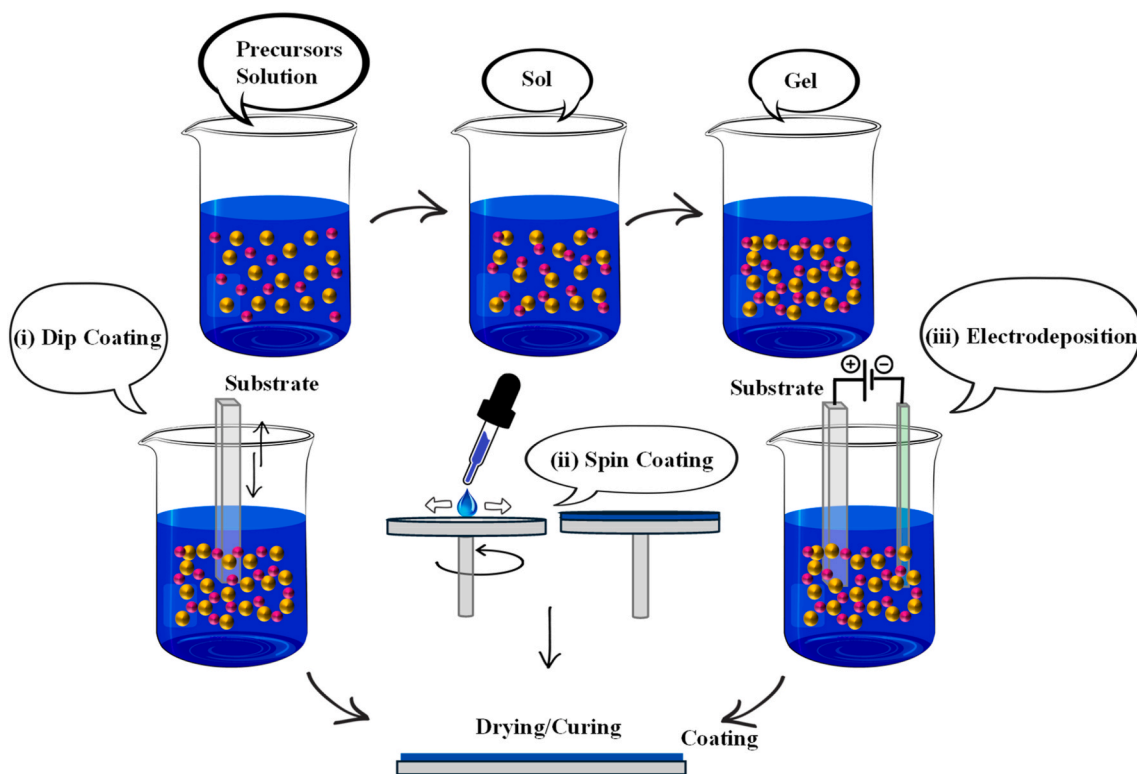 Precursors
Solution
Sol
Gel
(i) Dip Coating
Substrate
(ii) Spin Coating
Substrate
+
−
(iii) Electrodeposition
Drying/Curing
Coating